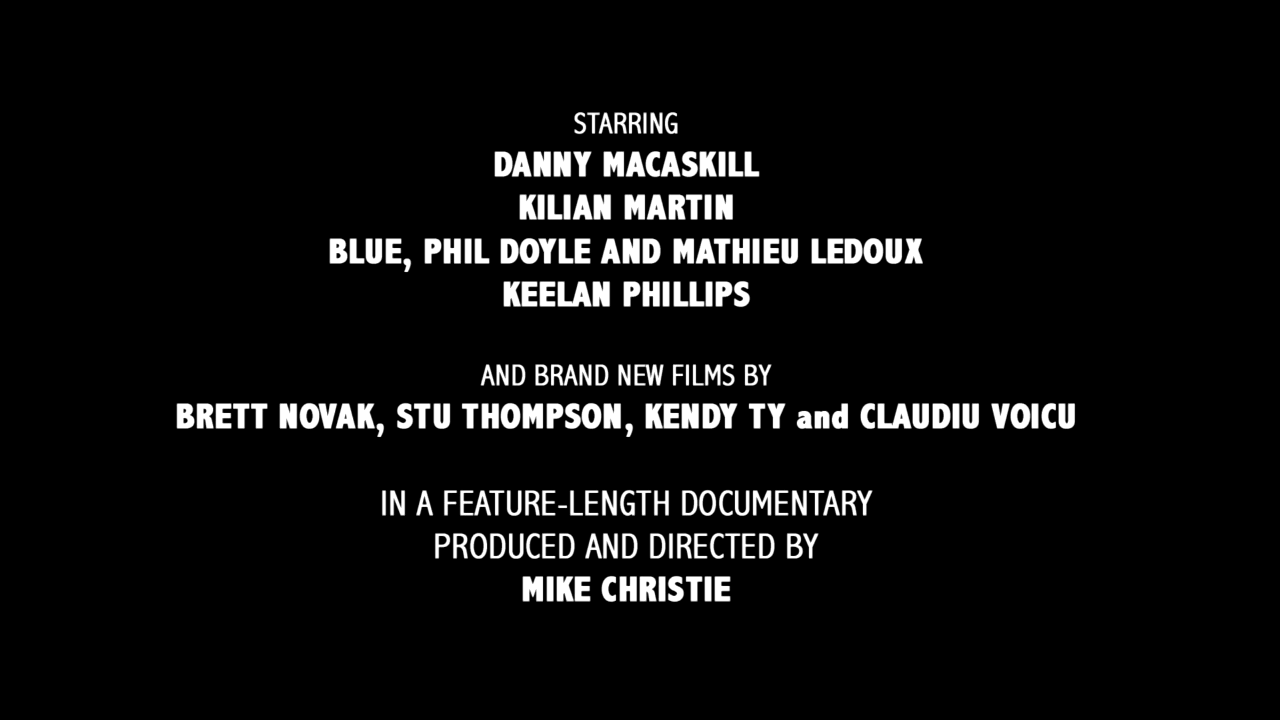 STARRING
DANNY MACASKILL
KILIAN MARTIN
BLUE, PHIL DOYLE AND MATHIEU LEDOUX
KEELAN PHILLIPS
AND BRAND NEW FILMS BY
BRETT NOVAK, STU THOMPSON, KENDY TY and CLAUDIU VOICU
IN A FEATURE-LENGTH DOCUMENTARY
PRODUCED AND DIRECTED BY
MIKE CHRISTIE